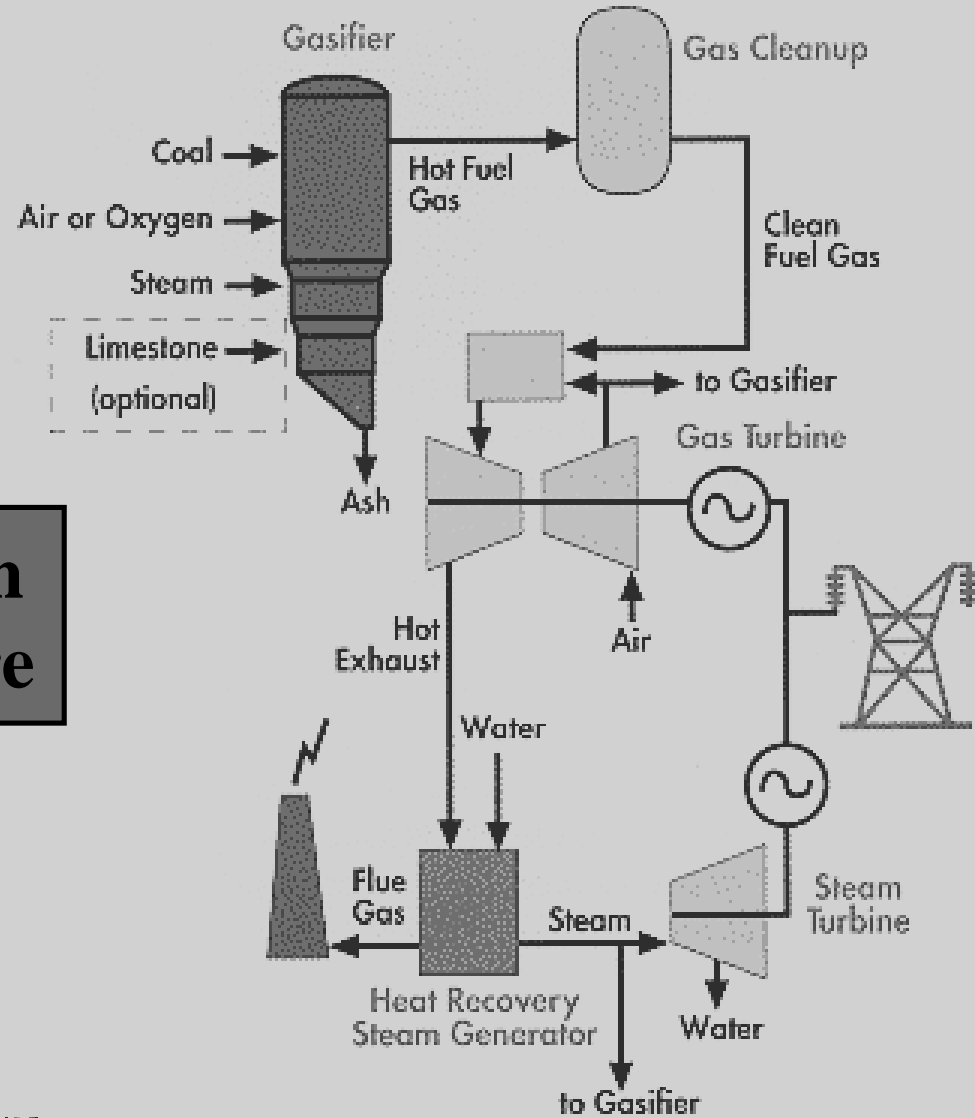 Gasifier
Gas Cleanup
Coal
Hot Fuel
Gas
Air or Oxygen
Clean
Fuel Gas
Steam
Limestone
(optional)
to Gasifier
Gas Turbine
Ash
Hot
Exhaust
Air
Water
Flue
Gas
Steam
Steam
Turbine
Heat Recovery
Steam Generator
Water
to Gasifier